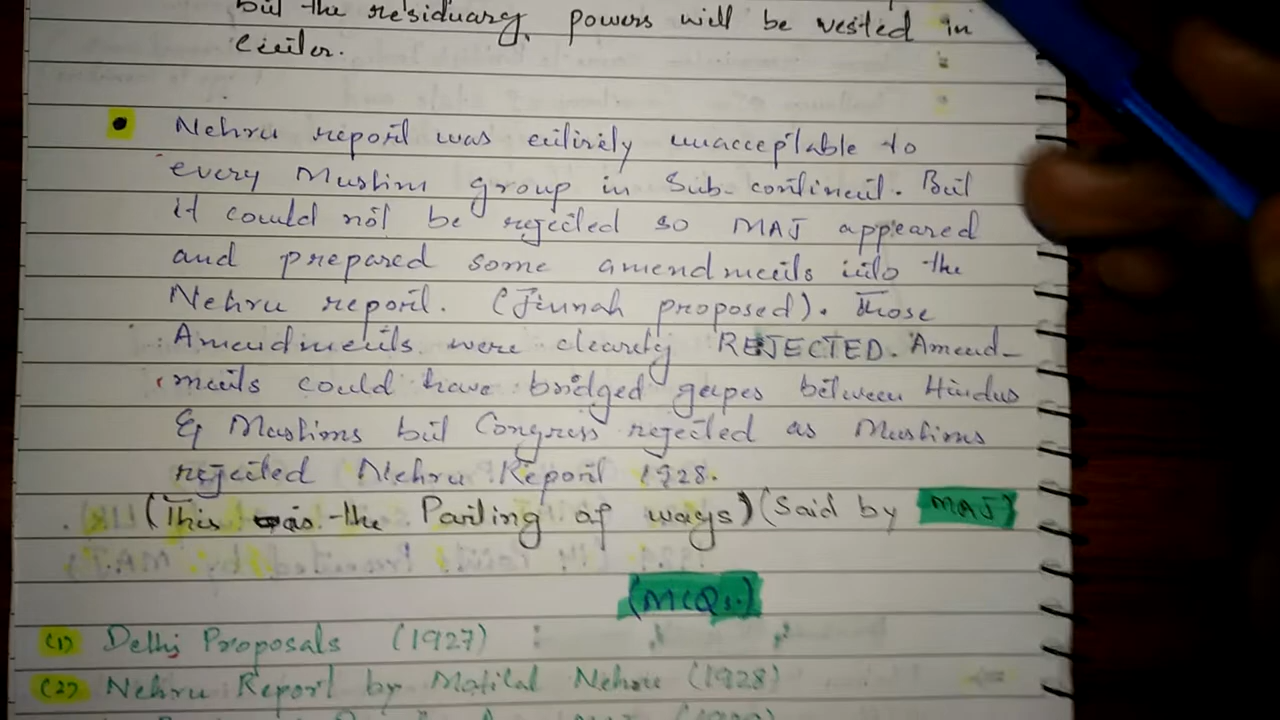 but the residuary powers will be vested in
Center.
Nehru report was entirely unacceptable to
every Muslim group in Sub-continent. But
it could not be rejected so MAJ appeared
and prepared some amendments into the
Nehru report. (Jinnah proposed). Those
Amendments were clearly REJECTED. Amend-
ments could have bridged gapes between Hindus
& Muslims but Congress rejected as Muslims
rejected Nehru Report 1928.
(This is the Parting of ways) (Said by MAJ)
(MCQs.)
(1) Delhi Proposals (1927)
(2) Nehru Report by Motilal Nehru (1928)